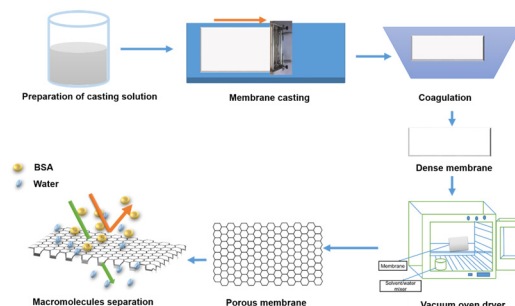 Preparation of casting solution
Membrane casting
Coagulation
Dense membrane
BSA
Water
Membrane
Solvent/water
mixer
Macromolecules separation
Porous membrane
Vacuum oven dryer